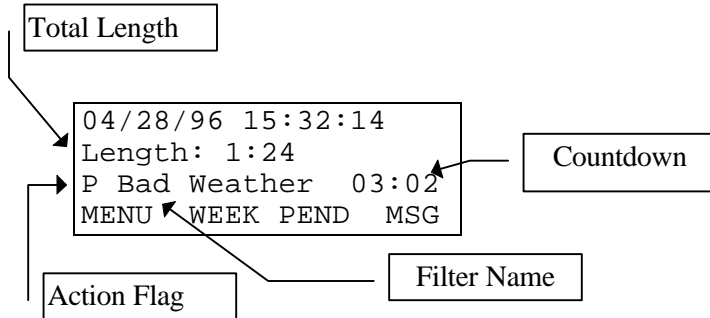 Total Length
04/28/96 15:32:14
Length: 1:24
Countdown
P Bad Weather 03:02
MENU WEEK PEND MSG
Filter Name
Action Flag